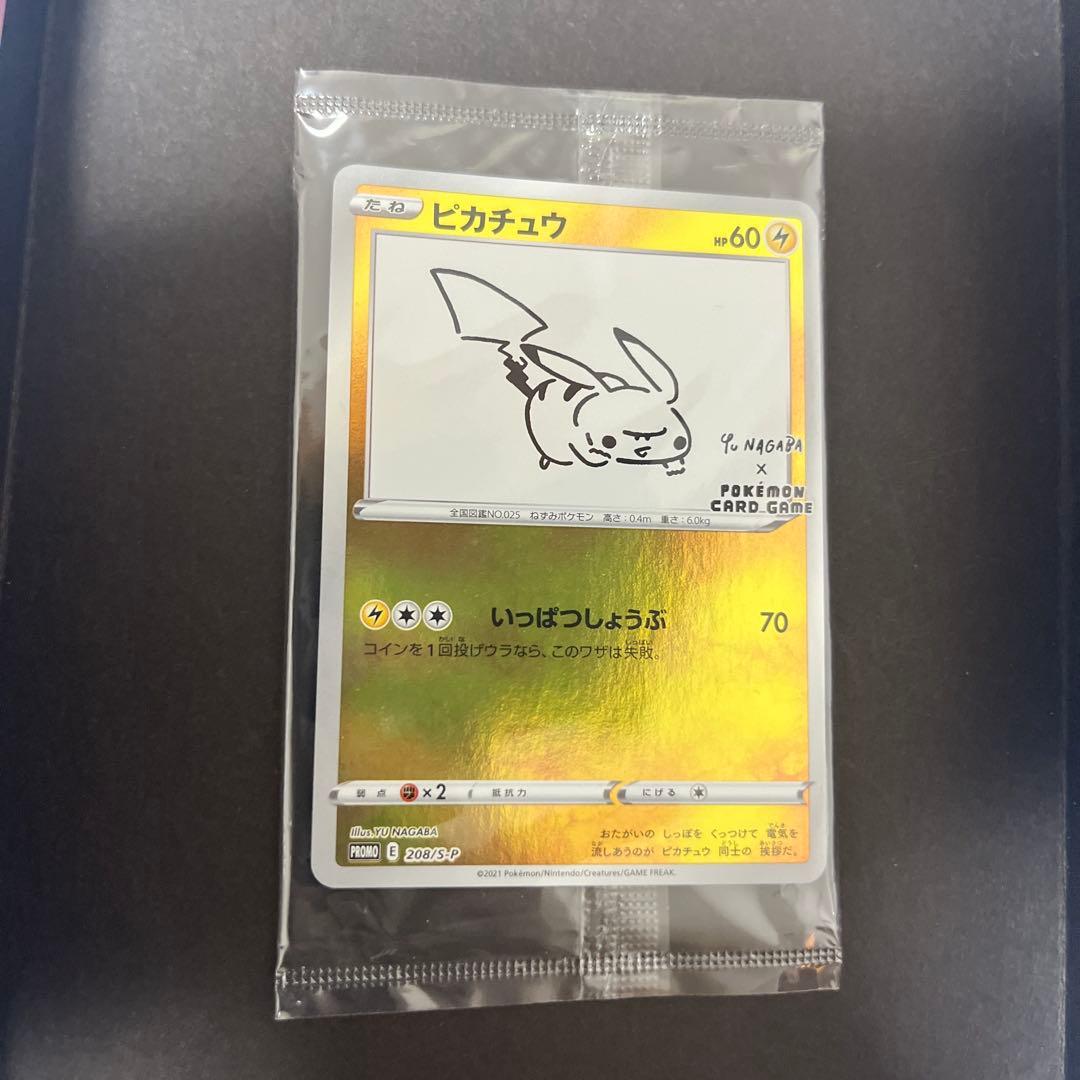 たね ピカチュウ HP60
YU NAGABA
×
POKÉMON
CARD GAME
全国図鑑NO.025 ねずみポケモン 高さ:0.4m 重さ:6.0kg
いっぱつしょうぶ 70
コインを1回投げウラなら、このワザは失敗。
弱点 ×2 抵抗力 にげる
Illus. YU NAGABA
PROMO E 208/S-P
おたがいの しっぽを くっつけて 電気を
流しあうのが ピカチュウ 同士の 挨拶だ。
©2021 Pokémon/Nintendo/Creatures/GAME FREAK.